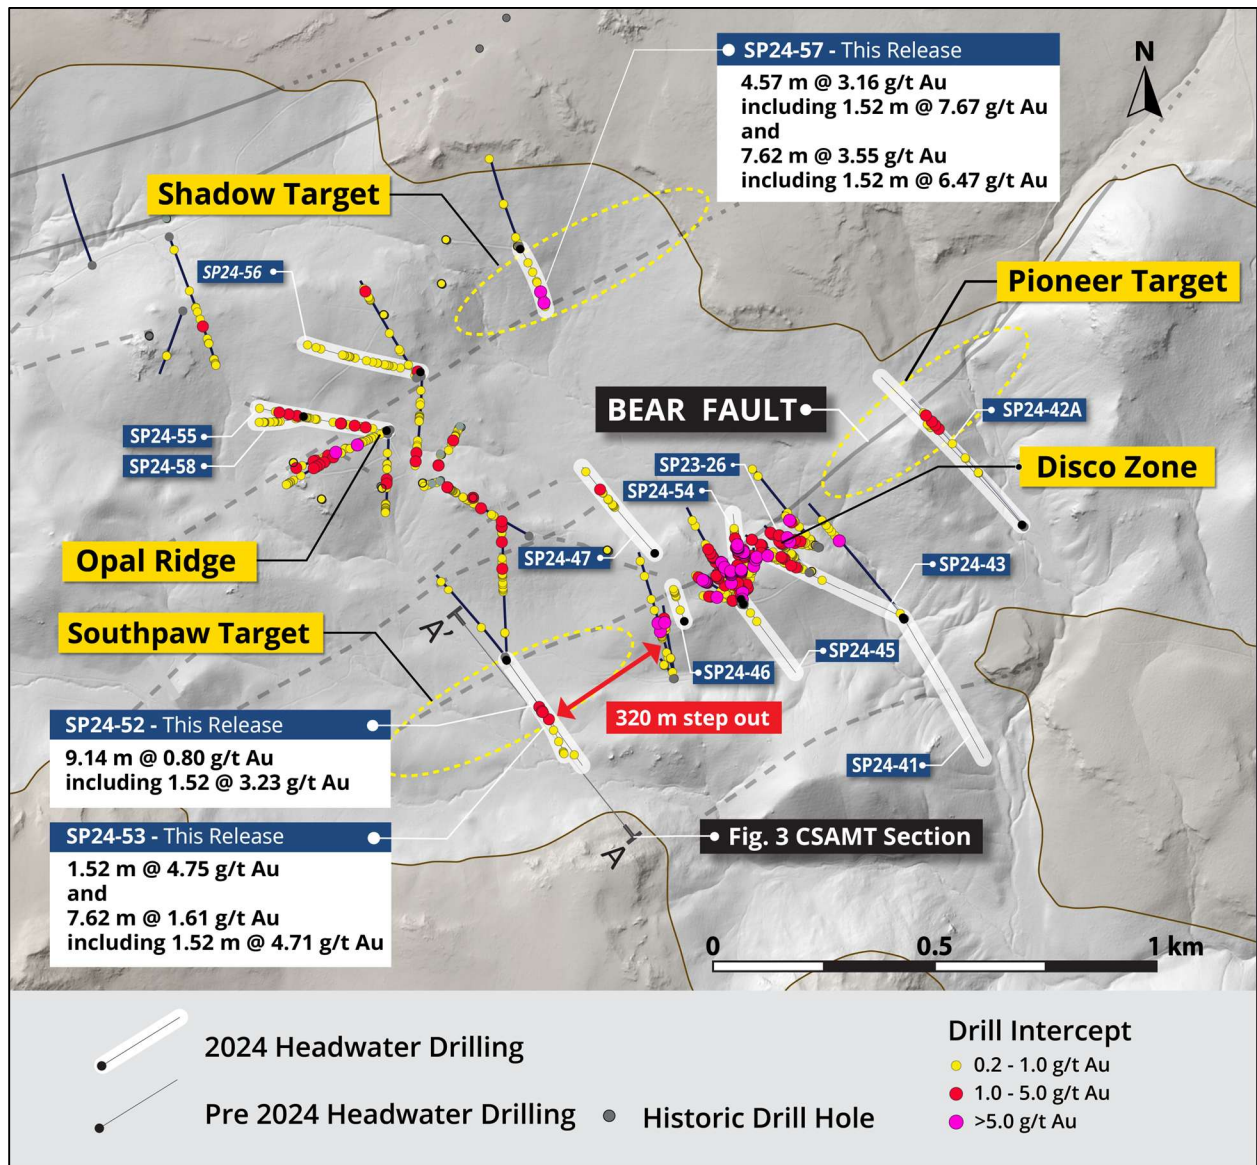 SP24-57 - This Release
4.57 m @ 3.16 g/t Au
including 1.52 m @ 7.67 g/t Au
and
7.62 m @ 3.55 g/t Au
including 1.52 m @ 6.47 g/t Au
N
Shadow Target
SP24-56
Pioneer Target
BEAR FAULT
SP24-42A
SP24-55
SP24-58
SP23-26
Disco Zone
SP24-54
Opal Ridge
SP24-47
SP24-43
Southpaw Target
A'
SP24-45
SP24-46
320 m step out
SP24-52 - This Release
9.14 m @ 0.80 g/t Au
including 1.52 @ 3.23 g/t Au
SP24-41
SP24-53 - This Release
1.52 m @ 4.75 g/t Au
and
7.62 m @ 1.61 g/t Au
including 1.52 m @ 4.71 g/t Au
Fig. 3 CSAMT Section
A
0 0.5 1 km
2024 Headwater Drilling
Pre 2024 Headwater Drilling
Historic Drill Hole
Drill Intercept
0.2 - 1.0 g/t Au
1.0 - 5.0 g/t Au
>5.0 g/t Au